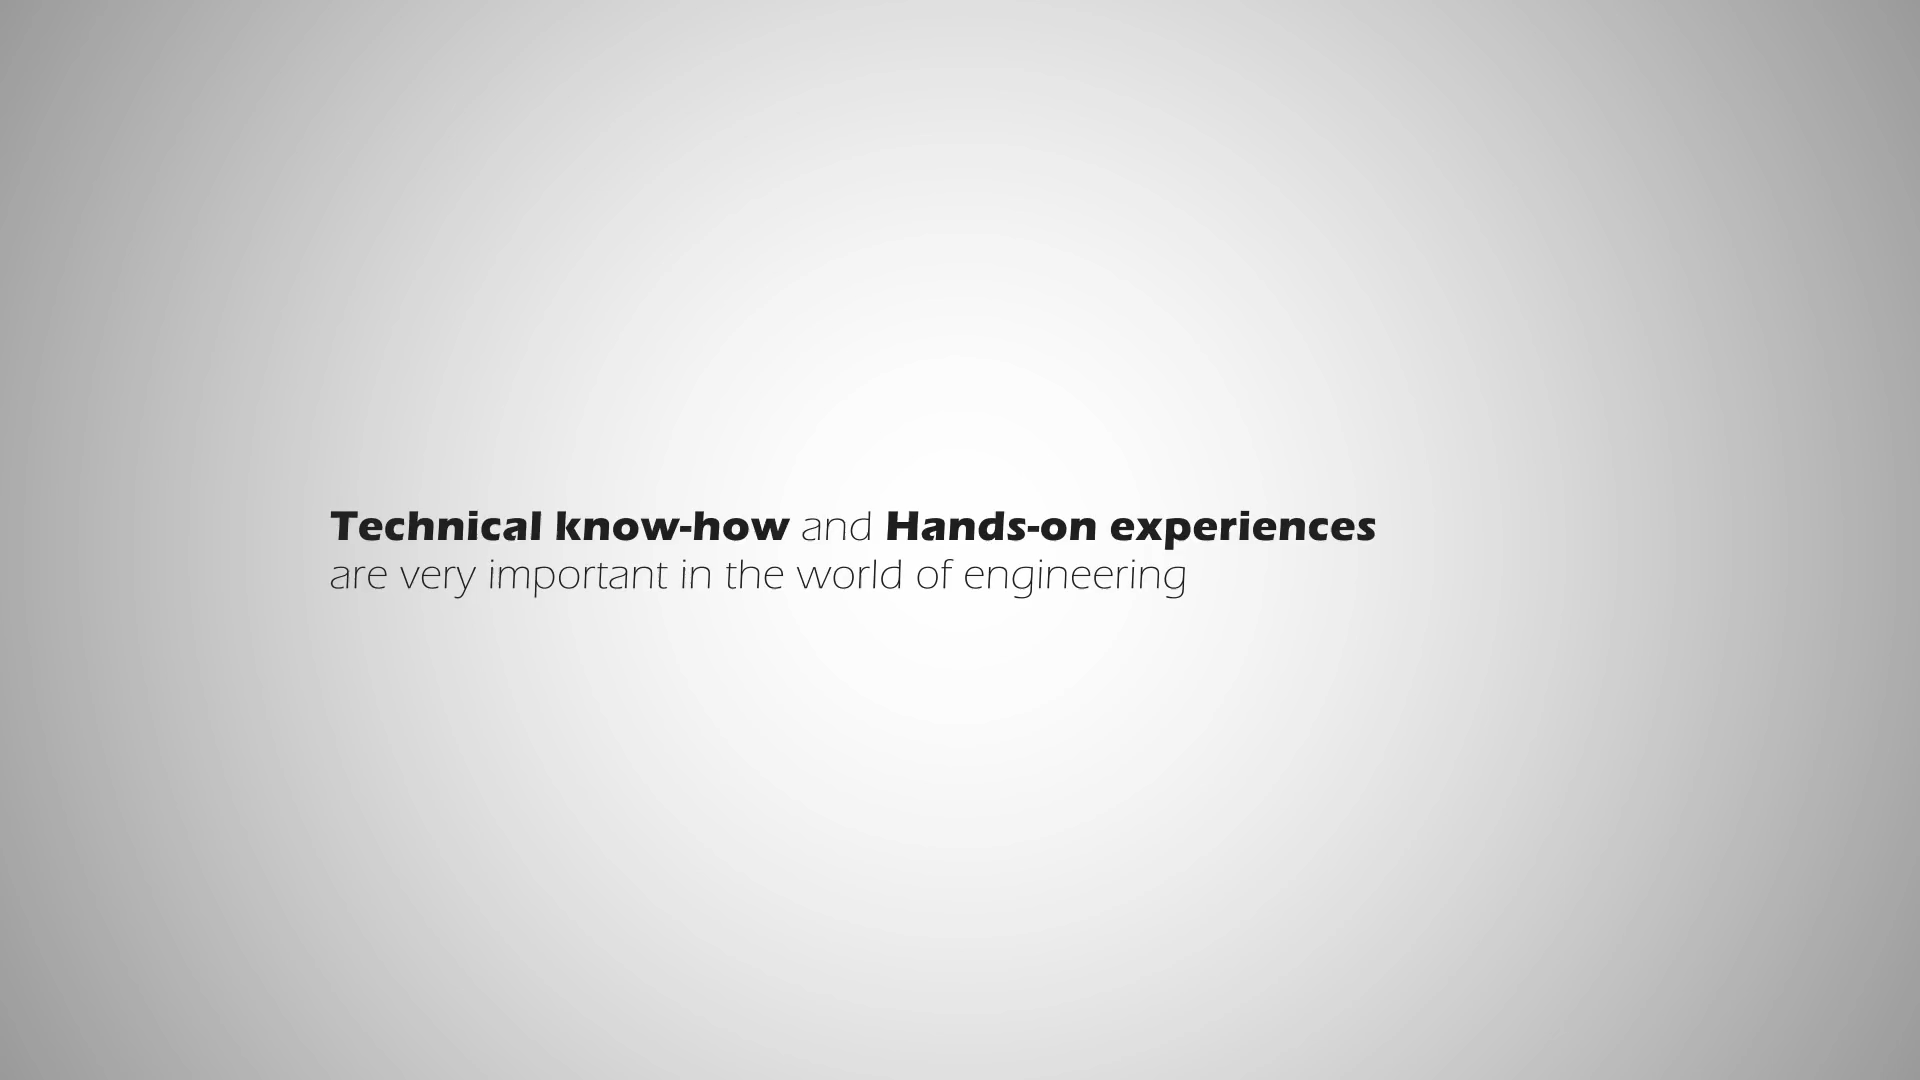 Technical know-how and Hands-on experiences
are very important in the world of engineering